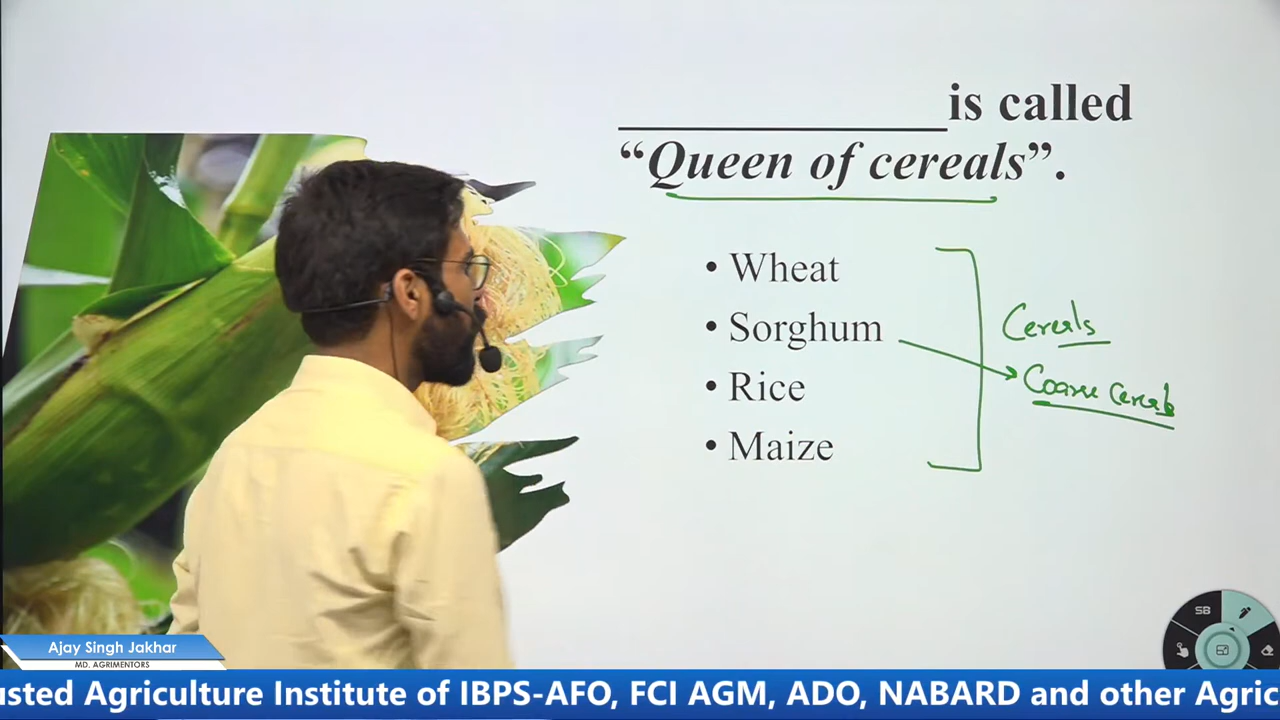 ____________ is called
“Queen of cereals”.
• Wheat
• Sorghum
• Rice
• Maize
Cereals
Coarse Cereals
SB
Ajay Singh Jakhar
MD. AGRIMENTORS
usted Agriculture Institute of IBPS-AFO, FCI AGM, ADO, NABARD and other Agric